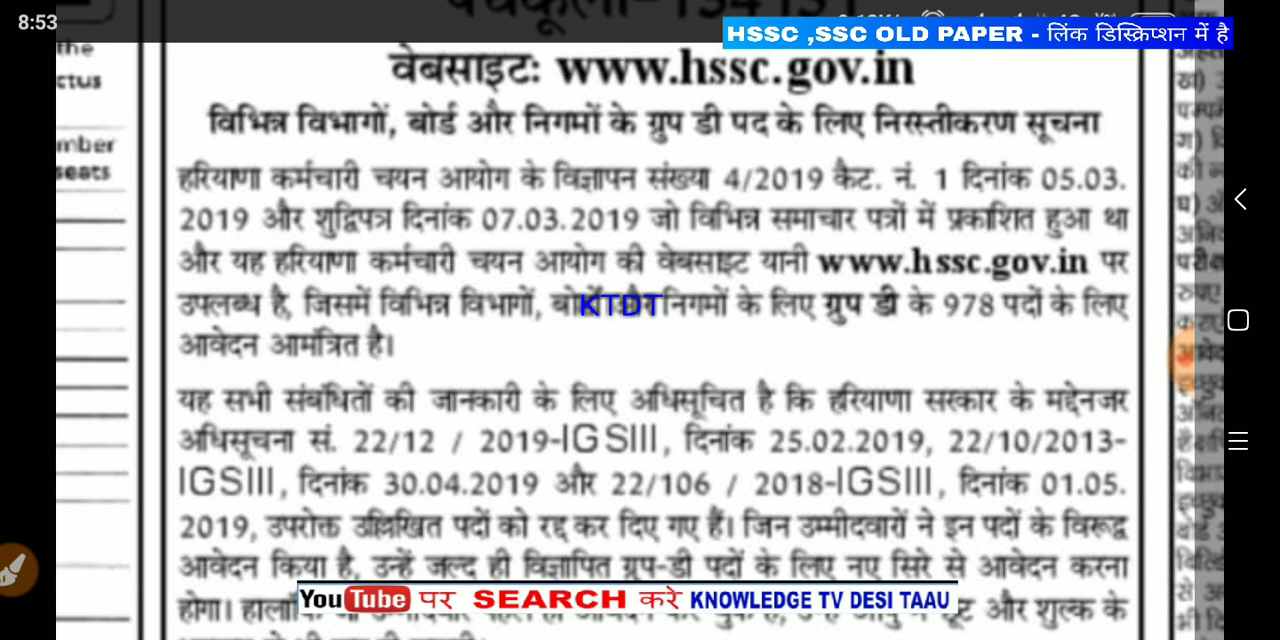 8:53
HSSC ,SSC OLD PAPER - लिंक डिस्क्रिप्शन में है
the
ctus
mber
seats
वेबसाइटः www.hssc.gov.in
विभिन्न विभागों, बोर्ड और निगमों के ग्रुप डी पद के लिए निरस्तीकरण सूचना
हरियाणा कर्मचारी चयन आयोग के विज्ञापन संख्या 4/2019 कैट. नं. 1 दिनांक 05.03.
2019 और शुद्धिपत्र दिनांक 07.03.2019 जो विभिन्न समाचार पत्रों में प्रकाशित हुआ था
और यह हरियाणा कर्मचारी चयन आयोग की वेबसाइट यानी www.hssc.gov.in पर
उपलब्ध है, जिसमें विभिन्न विभागों, निगमों के लिए ग्रुप डी के 978 पदों के लिए
KTDT
आवेदन आमंत्रित है।
यह सभी संबंधितों की जानकारी के लिए अधिसूचित है कि हरियाणा सरकार के मद्देनजर
अधिसूचना सं. 22/12 / 2019-IGSIII, दिनांक 25.02.2019, 22/10/2013-
IGSIII, दिनांक 30.04.2019 और 22/106 / 2018-IGSIII, दिनांक 01.05.
2019, उपरोक्त उल्लिखित पदों को रद्द कर दिए गए हैं। जिन उम्मीदवारों ने इन पदों के विरूद्ध
आवेदन किया है, उन्हें जल्द ही विज्ञापित ग्रुप-डी पदों के लिए नए सिरे से आवेदन करना
होगा। छूट और शुल्क के
YouTube पर SEARCH करे KNOWLEDGE TV DESI TAAU